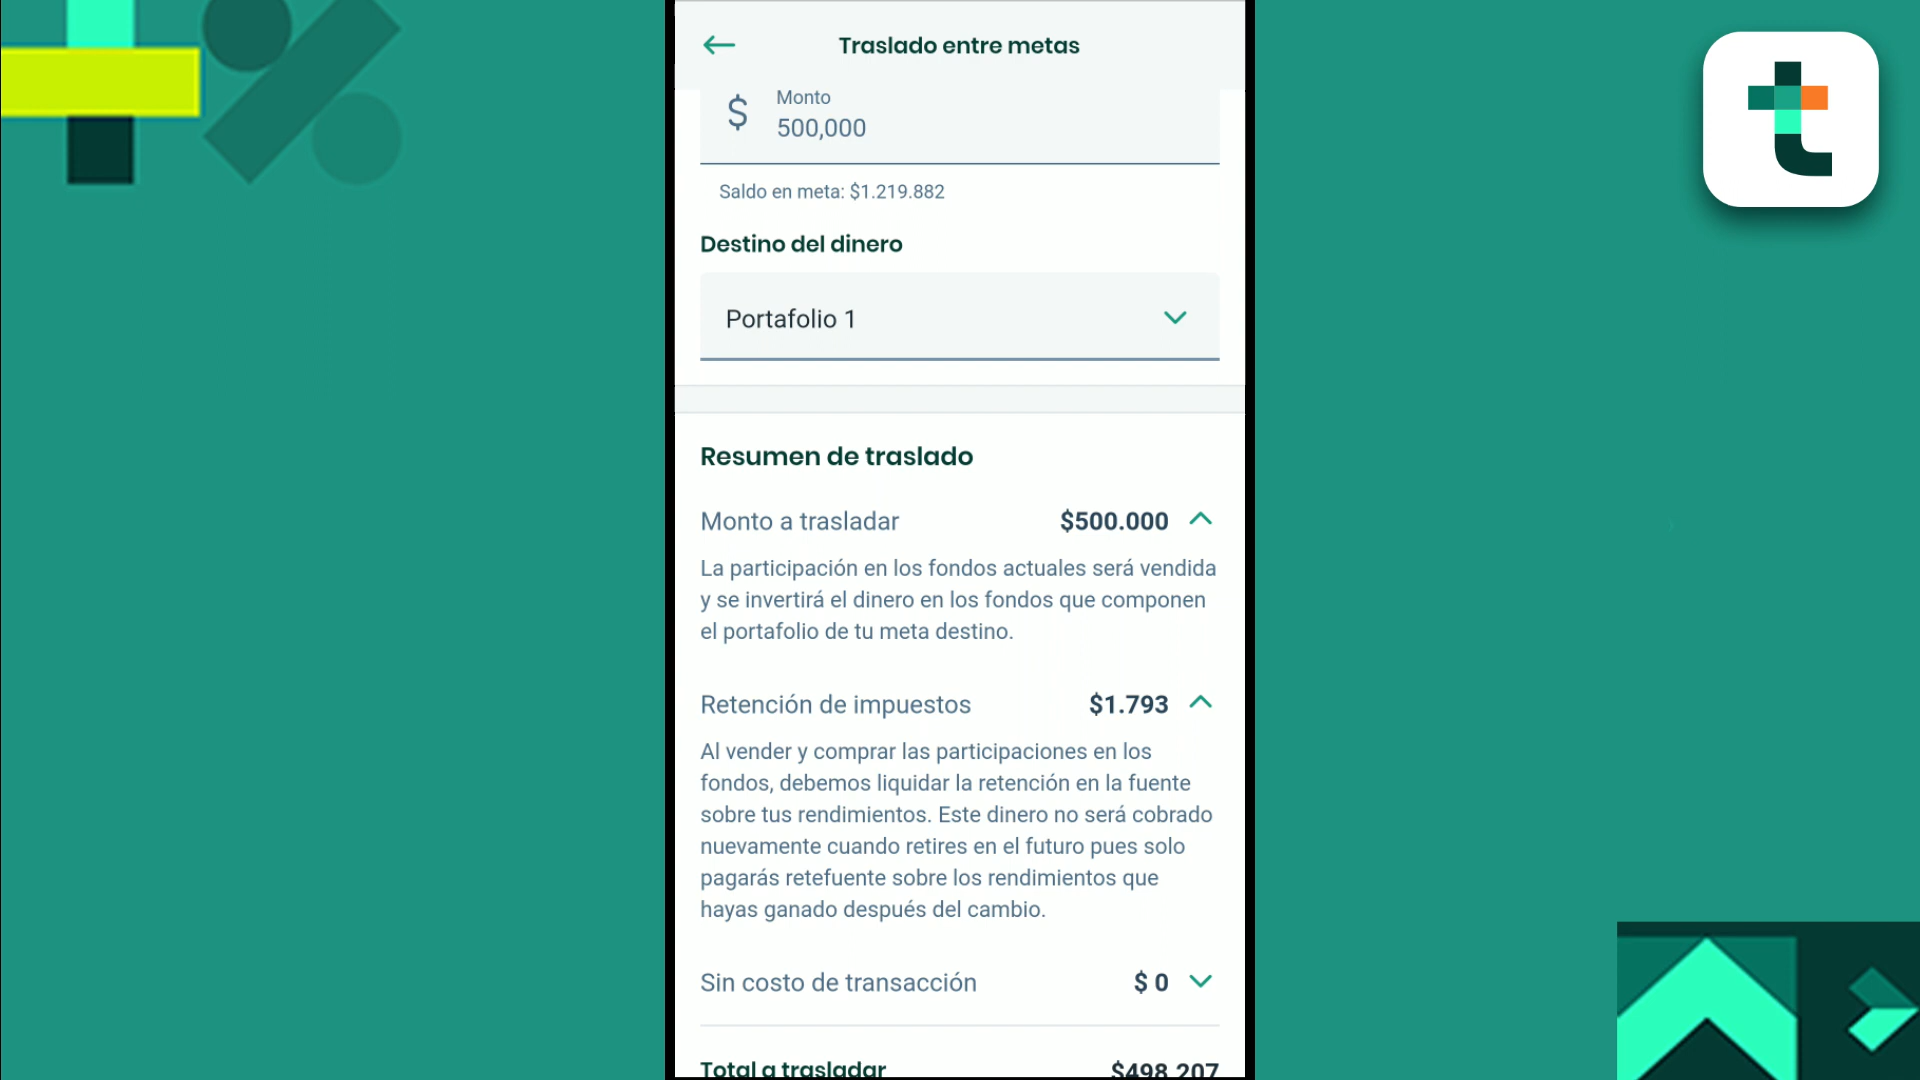 Traslado entre metas
$ Monto
500,000
Saldo en meta: $1.219.882
Destino del dinero
Portafolio 1
Resumen de traslado
Monto a trasladar $500.000
La participación en los fondos actuales será vendida
y se invertirá el dinero en los fondos que componen
el portafolio de tu meta destino.
Retención de impuestos $1.793
Al vender y comprar las participaciones en los
fondos, debemos liquidar la retención en la fuente
sobre tus rendimientos. Este dinero no será cobrado
nuevamente cuando retires en el futuro pues solo
pagarás retefuente sobre los rendimientos que
hayas ganado después del cambio.
Sin costo de transacción $ 0
Total a trasladar $498.207
t